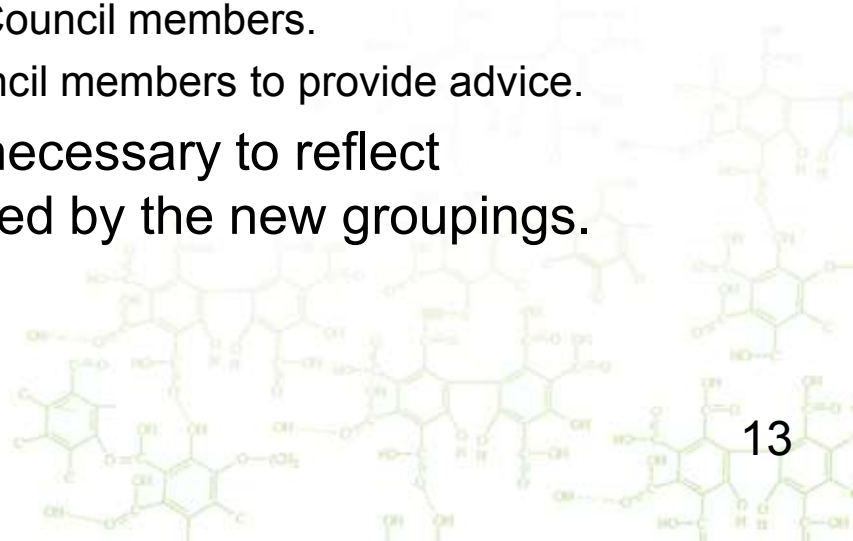 Council members.
ncil members to provide advice.
necessary to reflect
ed by the new groupings.
13